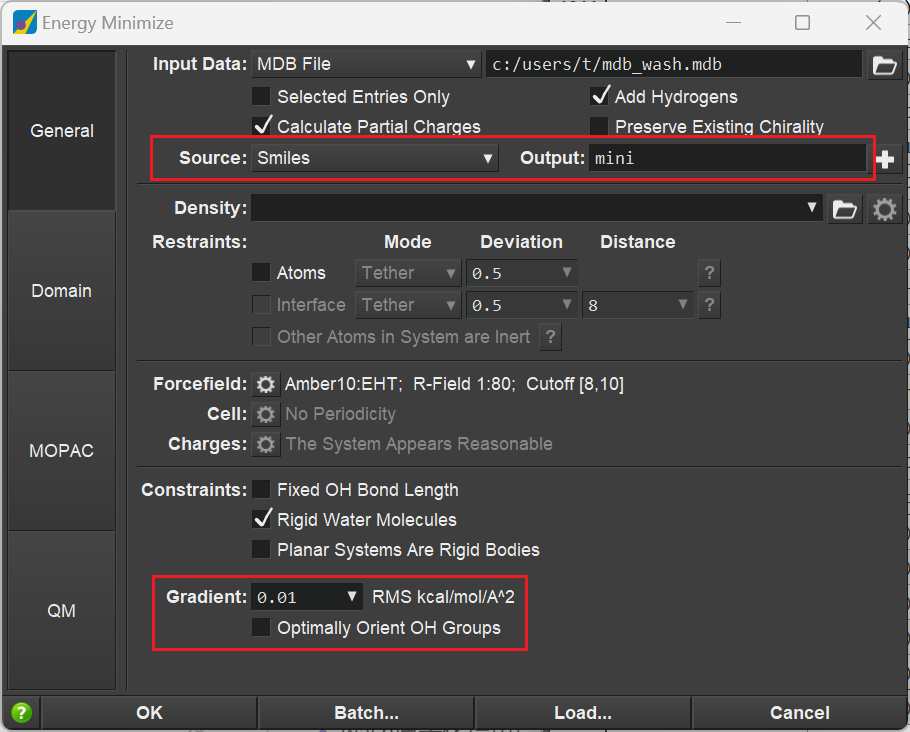 Energy Minimize
General
Domain
MOPAC
QM
Input Data: MDB File c:/users/t/mdb_wash.mdb
Selected Entries Only Add Hydrogens
Calculate Partial Charges Preserve Existing Chirality
Source: Smiles Output: mini
Density:
Restraints: Mode Deviation Distance
Atoms Tether 0.5 ?
Interface Tether 0.5 8 ?
Other Atoms in System are Inert ?
Forcefield: Amber10:EHT; R-Field 1:80; Cutoff [8,10]
Cell: No Periodicity
Charges: The System Appears Reasonable
Constraints: Fixed OH Bond Length
Rigid Water Molecules
Planar Systems Are Rigid Bodies
Gradient: 0.01 RMS kcal/mol/A^2
Optimally Orient OH Groups
? OK Batch... Load... Cancel